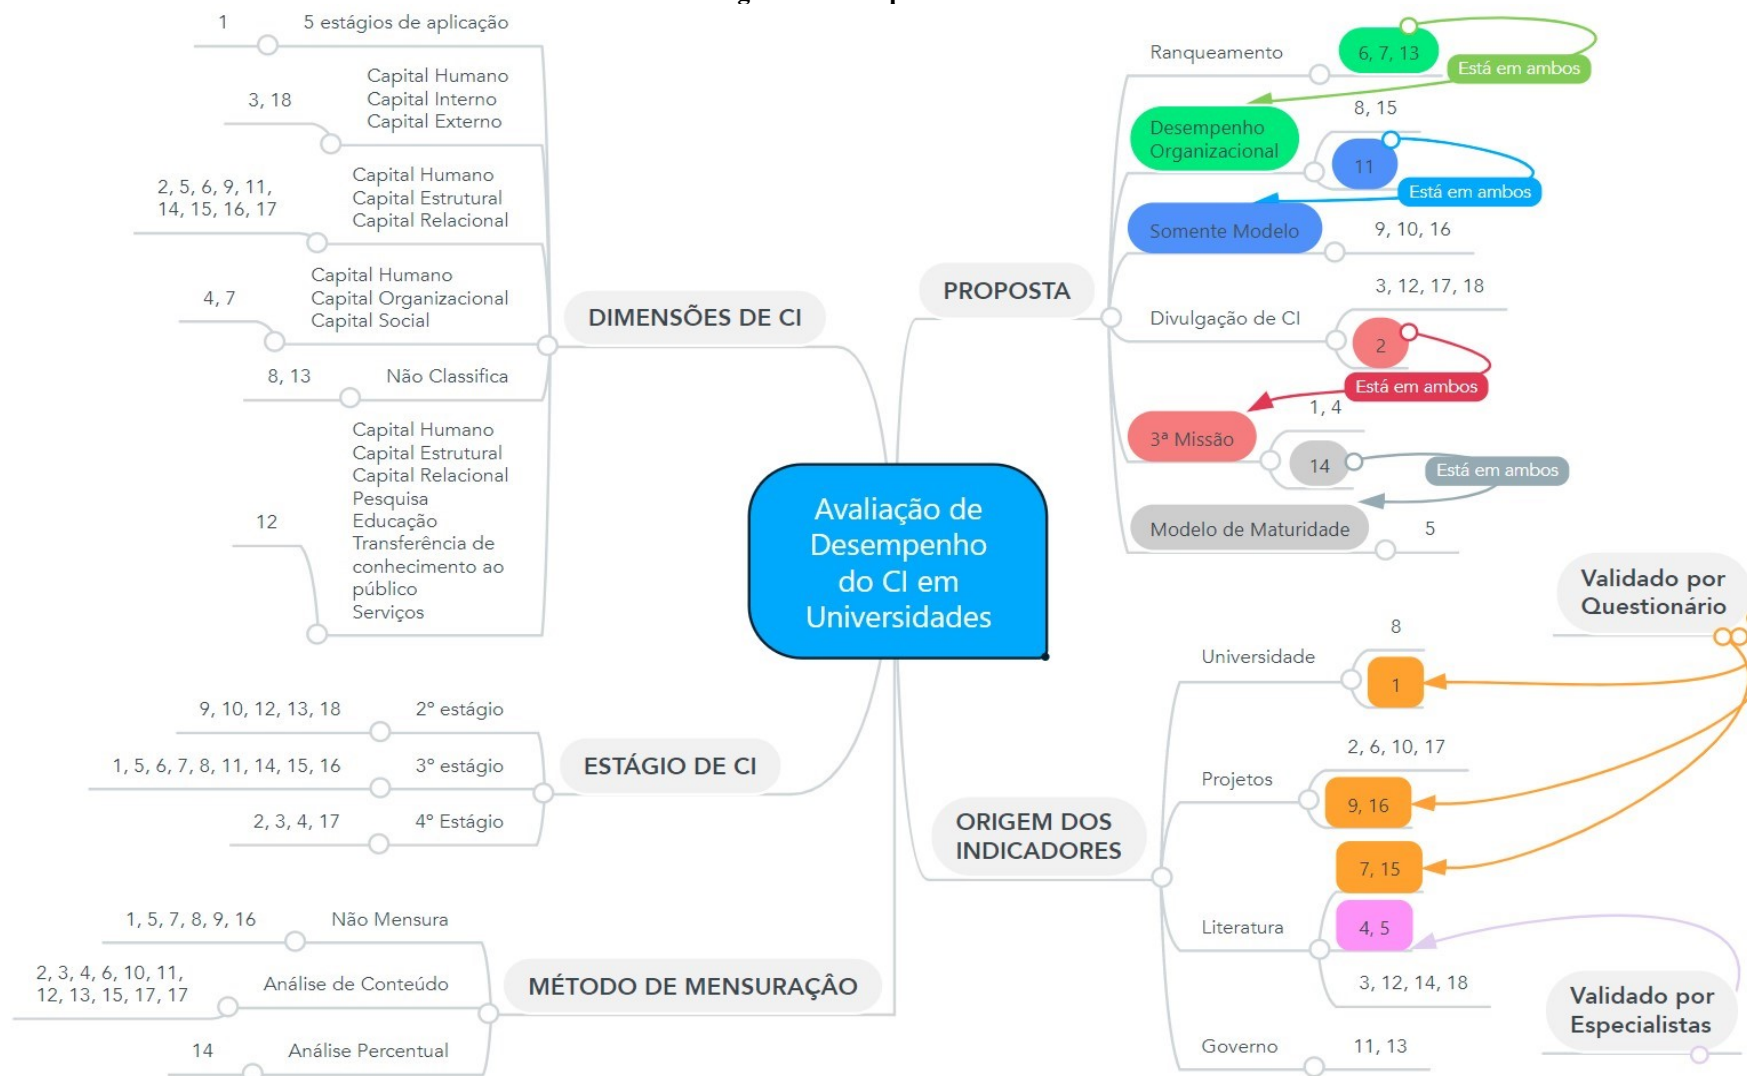 1
5 estágios de aplicação
3, 18
Capital Humano
Capital Interno
Capital Externo
2, 5, 6, 9, 11,
14, 15, 16, 17
Capital Humano
Capital Estrutural
Capital Relacional
4, 7
Capital Humano
Capital Organizacional
Capital Social
8, 13
Não Classifica
12
Capital Humano
Capital Estrutural
Capital Relacional
Pesquisa
Educação
Transferência de
conhecimento ao
público
Serviços
DIMENSÕES DE CI
9, 10, 12, 13, 18
2º estágio
1, 5, 6, 7, 8, 11, 14, 15, 16
3º estágio
2, 3, 4, 17
4º Estágio
ESTÁGIO DE CI
1, 5, 7, 8, 9, 16
Não Mensura
2, 3, 4, 6, 10, 11,
12, 13, 15, 17, 17
Análise de Conteúdo
14
Análise Percentual
MÉTODO DE MENSURAÇÂO
Avaliação de
Desempenho
do CI em
Universidades
PROPOSTA
Ranqueamento
6, 7, 13
Está em ambos
Desempenho
Organizacional
8, 15
11
Está em ambos
Somente Modelo
9, 10, 16
Divulgação de CI
3, 12, 17, 18
2
Está em ambos
3ª Missão
1, 4
14
Está em ambos
Modelo de Maturidade
5
ORIGEM DOS
INDICADORES
Universidade
8
1
Projetos
2, 6, 10, 17
9, 16
Literatura
7, 15
4, 5
3, 12, 14, 18
Governo
11, 13
Validado por
Questionário
Validado por
Especialistas